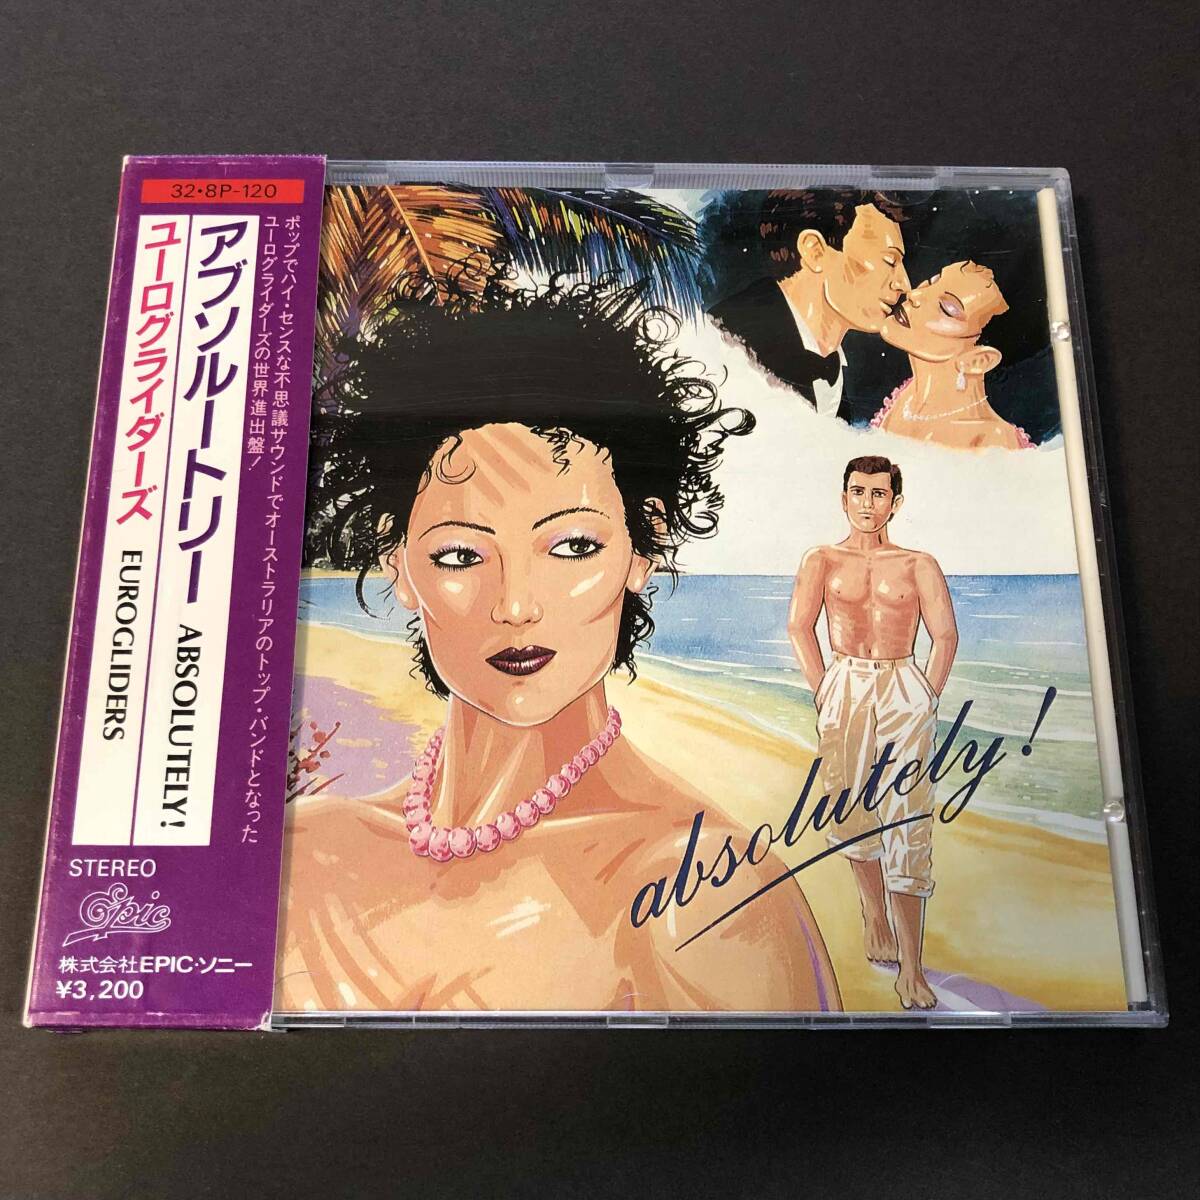 32・8P-120
ポップでハイ・センスな不思議サウンドでオーストラリアのトップ・バンドとなった
ユーログライダーズの世界進出盤!
アブソルートリー ABSOLUTELY!
ユーログライダーズ EUROGLIDERS
STEREO
Epic
株式会社EPIC・ソニー
¥3,200
absolutely!